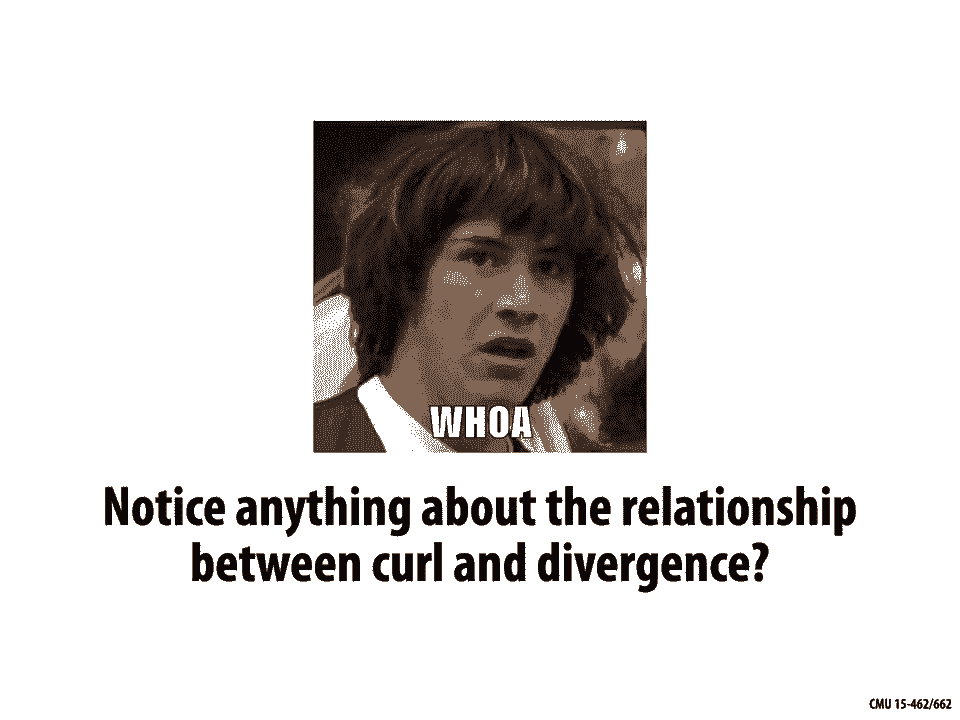 WHOA
Notice anything about the relationship
between curl and divergence?
CMU 15-462/662